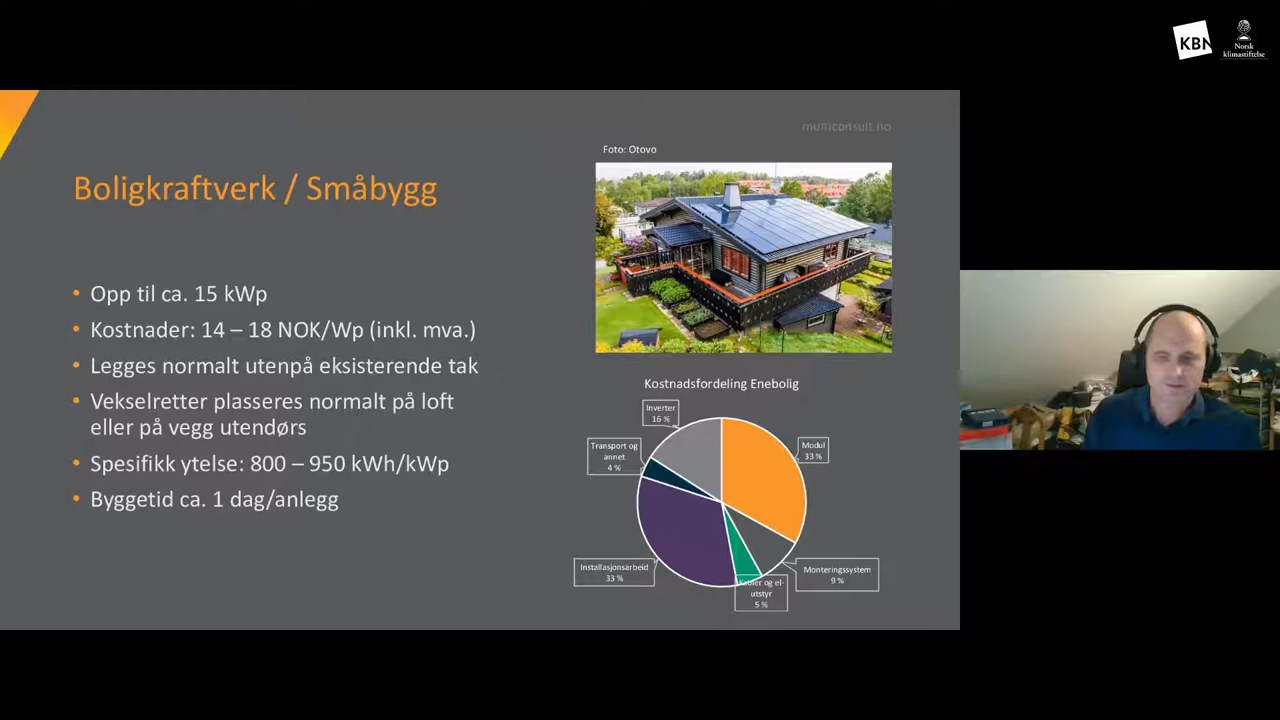 KBN
Norsk
klimastiftelse
multiconsult.no
Foto: Otovo
Boligkraftverk / Småbygg
• Opp til ca. 15 kWp
• Kostnader: 14 – 18 NOK/Wp (inkl. mva.)
• Legges normalt utenpå eksisterende tak
• Vekselretter plasseres normalt på loft
eller på vegg utendørs
• Spesifikk ytelse: 800 – 950 kWh/kWp
• Byggetid ca. 1 dag/anlegg
Kostnadsfordeling Enebolig
Inverter
16 %
Modul
33 %
Transport og
annet
4 %
Installasjonsarbeid
33 %
Monteringssystem
9 %
Kabler og el-
utstyr
5 %